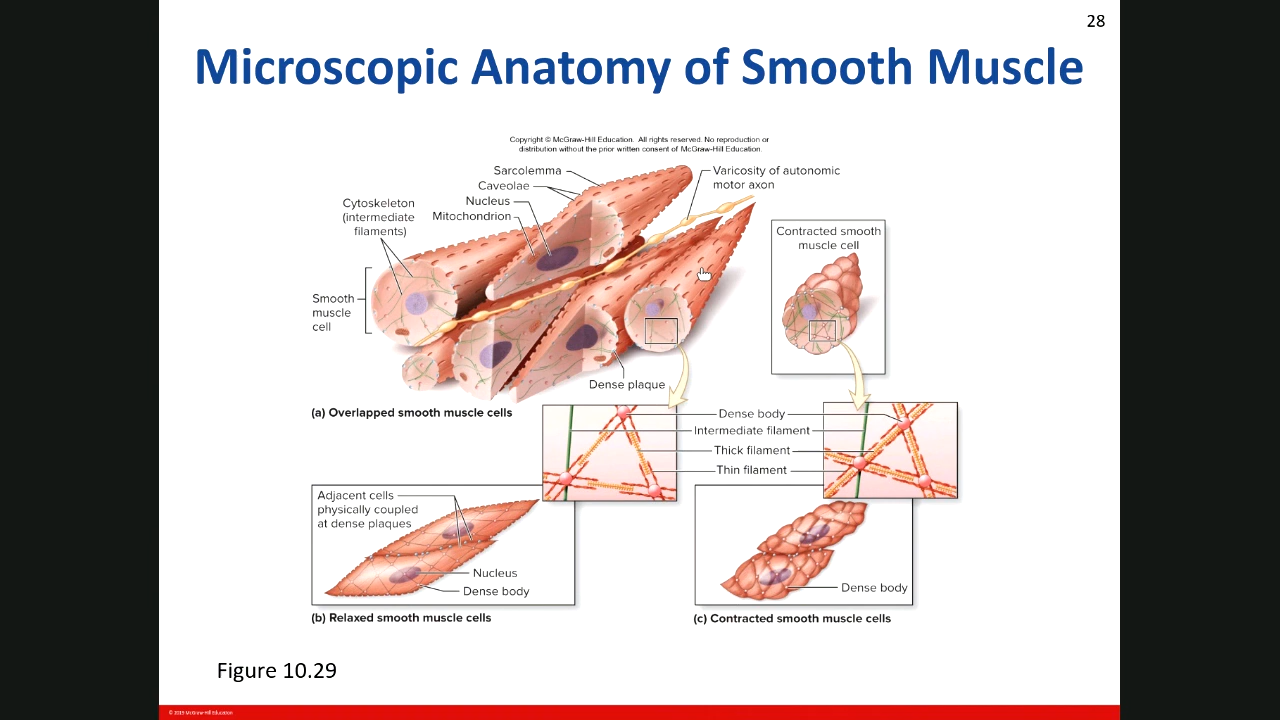 28
Microscopic Anatomy of Smooth Muscle
Copyright © McGraw-Hill Education. All rights reserved. No reproduction or
distribution without the prior written consent of McGraw-Hill Education.
Sarcolemma
Caveolae
Nucleus
Mitochondrion
Varicosity of autonomic
motor axon
Cytoskeleton
(intermediate
filaments)
Contracted smooth
muscle cell
Smooth
muscle
cell
Dense plaque
(a) Overlapped smooth muscle cells
Dense body
Intermediate filament
Thick filament
Thin filament
Adjacent cells
physically coupled
at dense plaques
Nucleus
Dense body
Dense body
(b) Relaxed smooth muscle cells
(c) Contracted smooth muscle cells
Figure 10.29
© 2019 McGraw-Hill Education